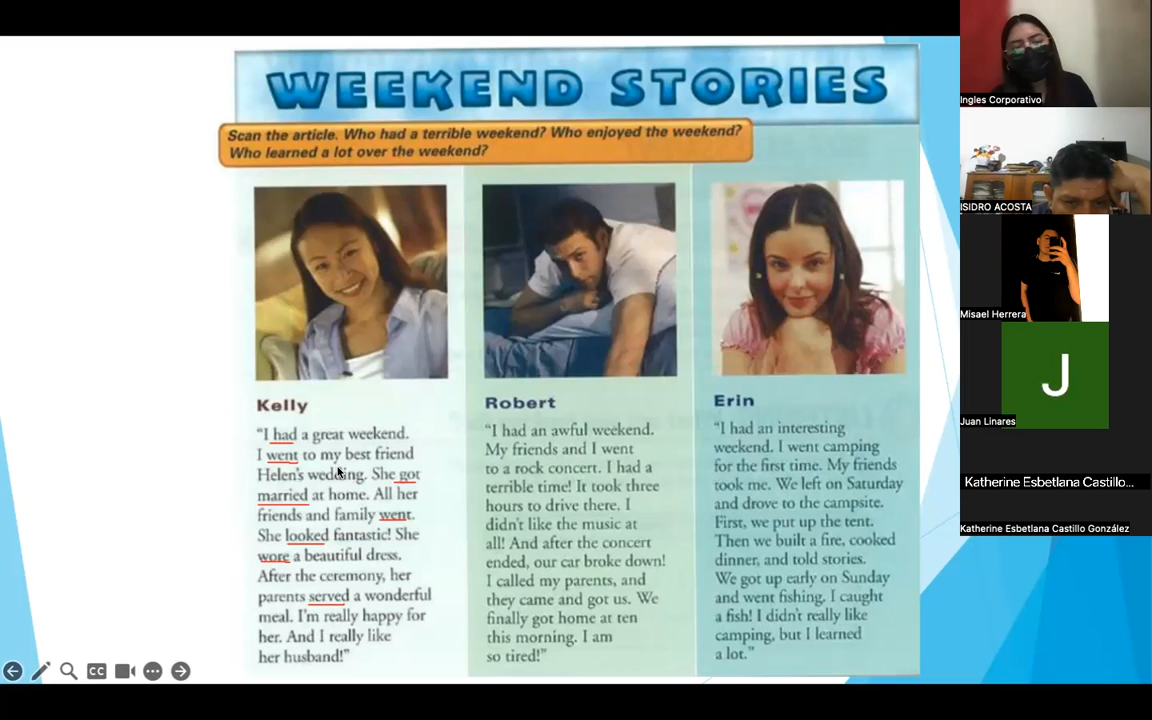 WEEKEND STORIES
Scan the article. Who had a terrible weekend? Who enjoyed the weekend?
Who learned a lot over the weekend?
Kelly
“I had a great weekend.
I went to my best friend
Helen's wedding. She got
married at home. All her
friends and family went.
She looked fantastic! She
wore a beautiful dress.
After the ceremony, her
parents served a wonderful
meal. I'm really happy for
her. And I really like
her husband!”
Robert
“I had an awful weekend.
My friends and I went
to a rock concert. I had a
terrible time! It took three
hours to drive there. I
didn't like the music at
all! And after the concert
ended, our car broke down!
I called my parents, and
they came and got us. We
finally got home at ten
this morning. I am
so tired!”
Erin
“I had an interesting
weekend. I went camping
for the first time. My friends
took me. We left on Saturday
and drove to the campsite.
First, we put up the tent.
Then we built a fire, cooked
dinner, and told stories.
We got up early on Sunday
and went fishing. I caught
a fish! I didn't really like
camping, but I learned
a lot.”
CC
Ingles Corporativo
ISIDRO ACOSTA
Misael Herrera
J
Juan Linares
Katherine Esbetlana Castillo...
Katherine Esbetlana Castillo González